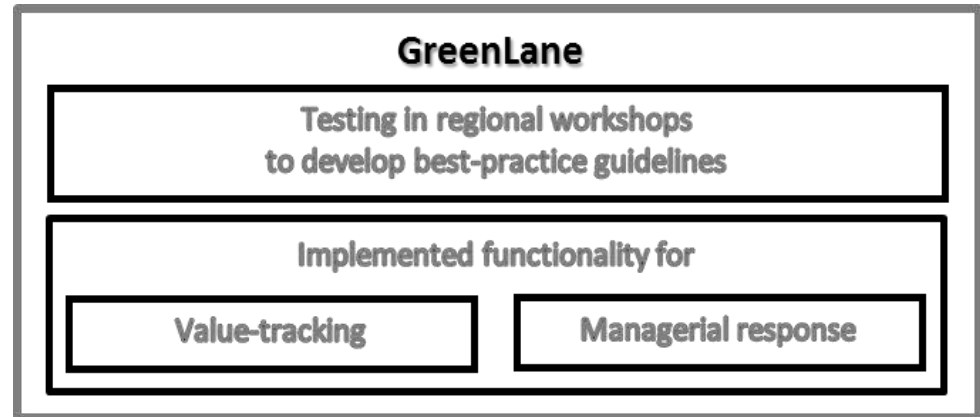 GreenLane
Testing in regional workshops
to develop best-practice guidelines
Implemented functionality for
Value-tracking
Managerial response